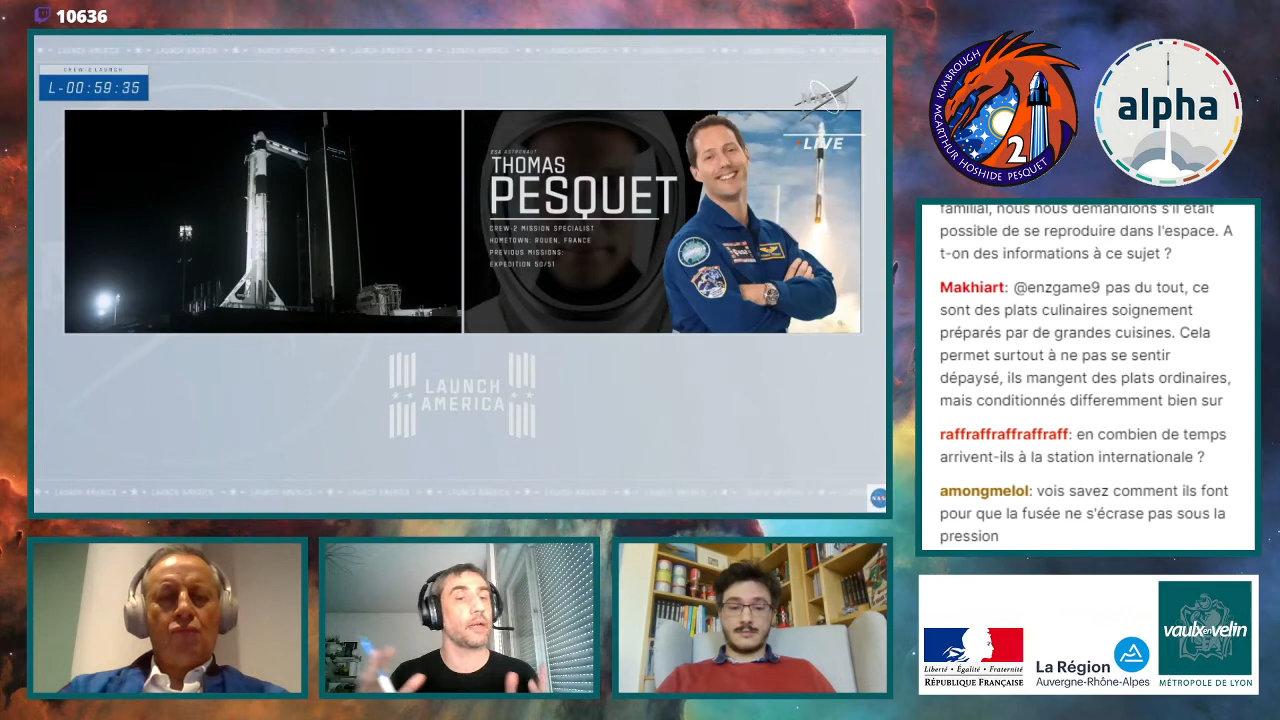 10636
LAUNCH AMERICA
CREW-2 LAUNCH
L-00:59:35
LIVE
ESA ASTRONAUT
THOMAS
PESQUET
CREW-2 MISSION SPECIALIST
HOMETOWN: ROUEN, FRANCE
PREVIOUS MISSIONS:
EXPEDITION 50/51
LAUNCH
AMERICA
LAUNCH AMERICA
NASA
MCARTHUR KIMBROUGH
2
HOSHIDE PESQUET
alpha
familial, nous nous demandions s'il était
possible de se reproduire dans l'espace. A
t-on des informations à ce sujet ?
Makhiart: @enzgame9 pas du tout, ce
sont des plats culinaires soignement
préparés par de grandes cuisines. Cela
permet surtout à ne pas se sentir
dépaysé, ils mangent des plats ordinaires,
mais conditionnés differemment bien sur
raffraffraffraffraff: en combien de temps
arrivent-ils à la station internationale ?
amongmelol: vois savez comment ils font
pour que la fusée ne s'écrase pas sous la
pression
Liberté • Égalité • Fraternité
RÉPUBLIQUE FRANÇAISE
La Région
Auvergne-Rhône-Alpes
vaulx en velin
MÉTROPOLE DE LYON